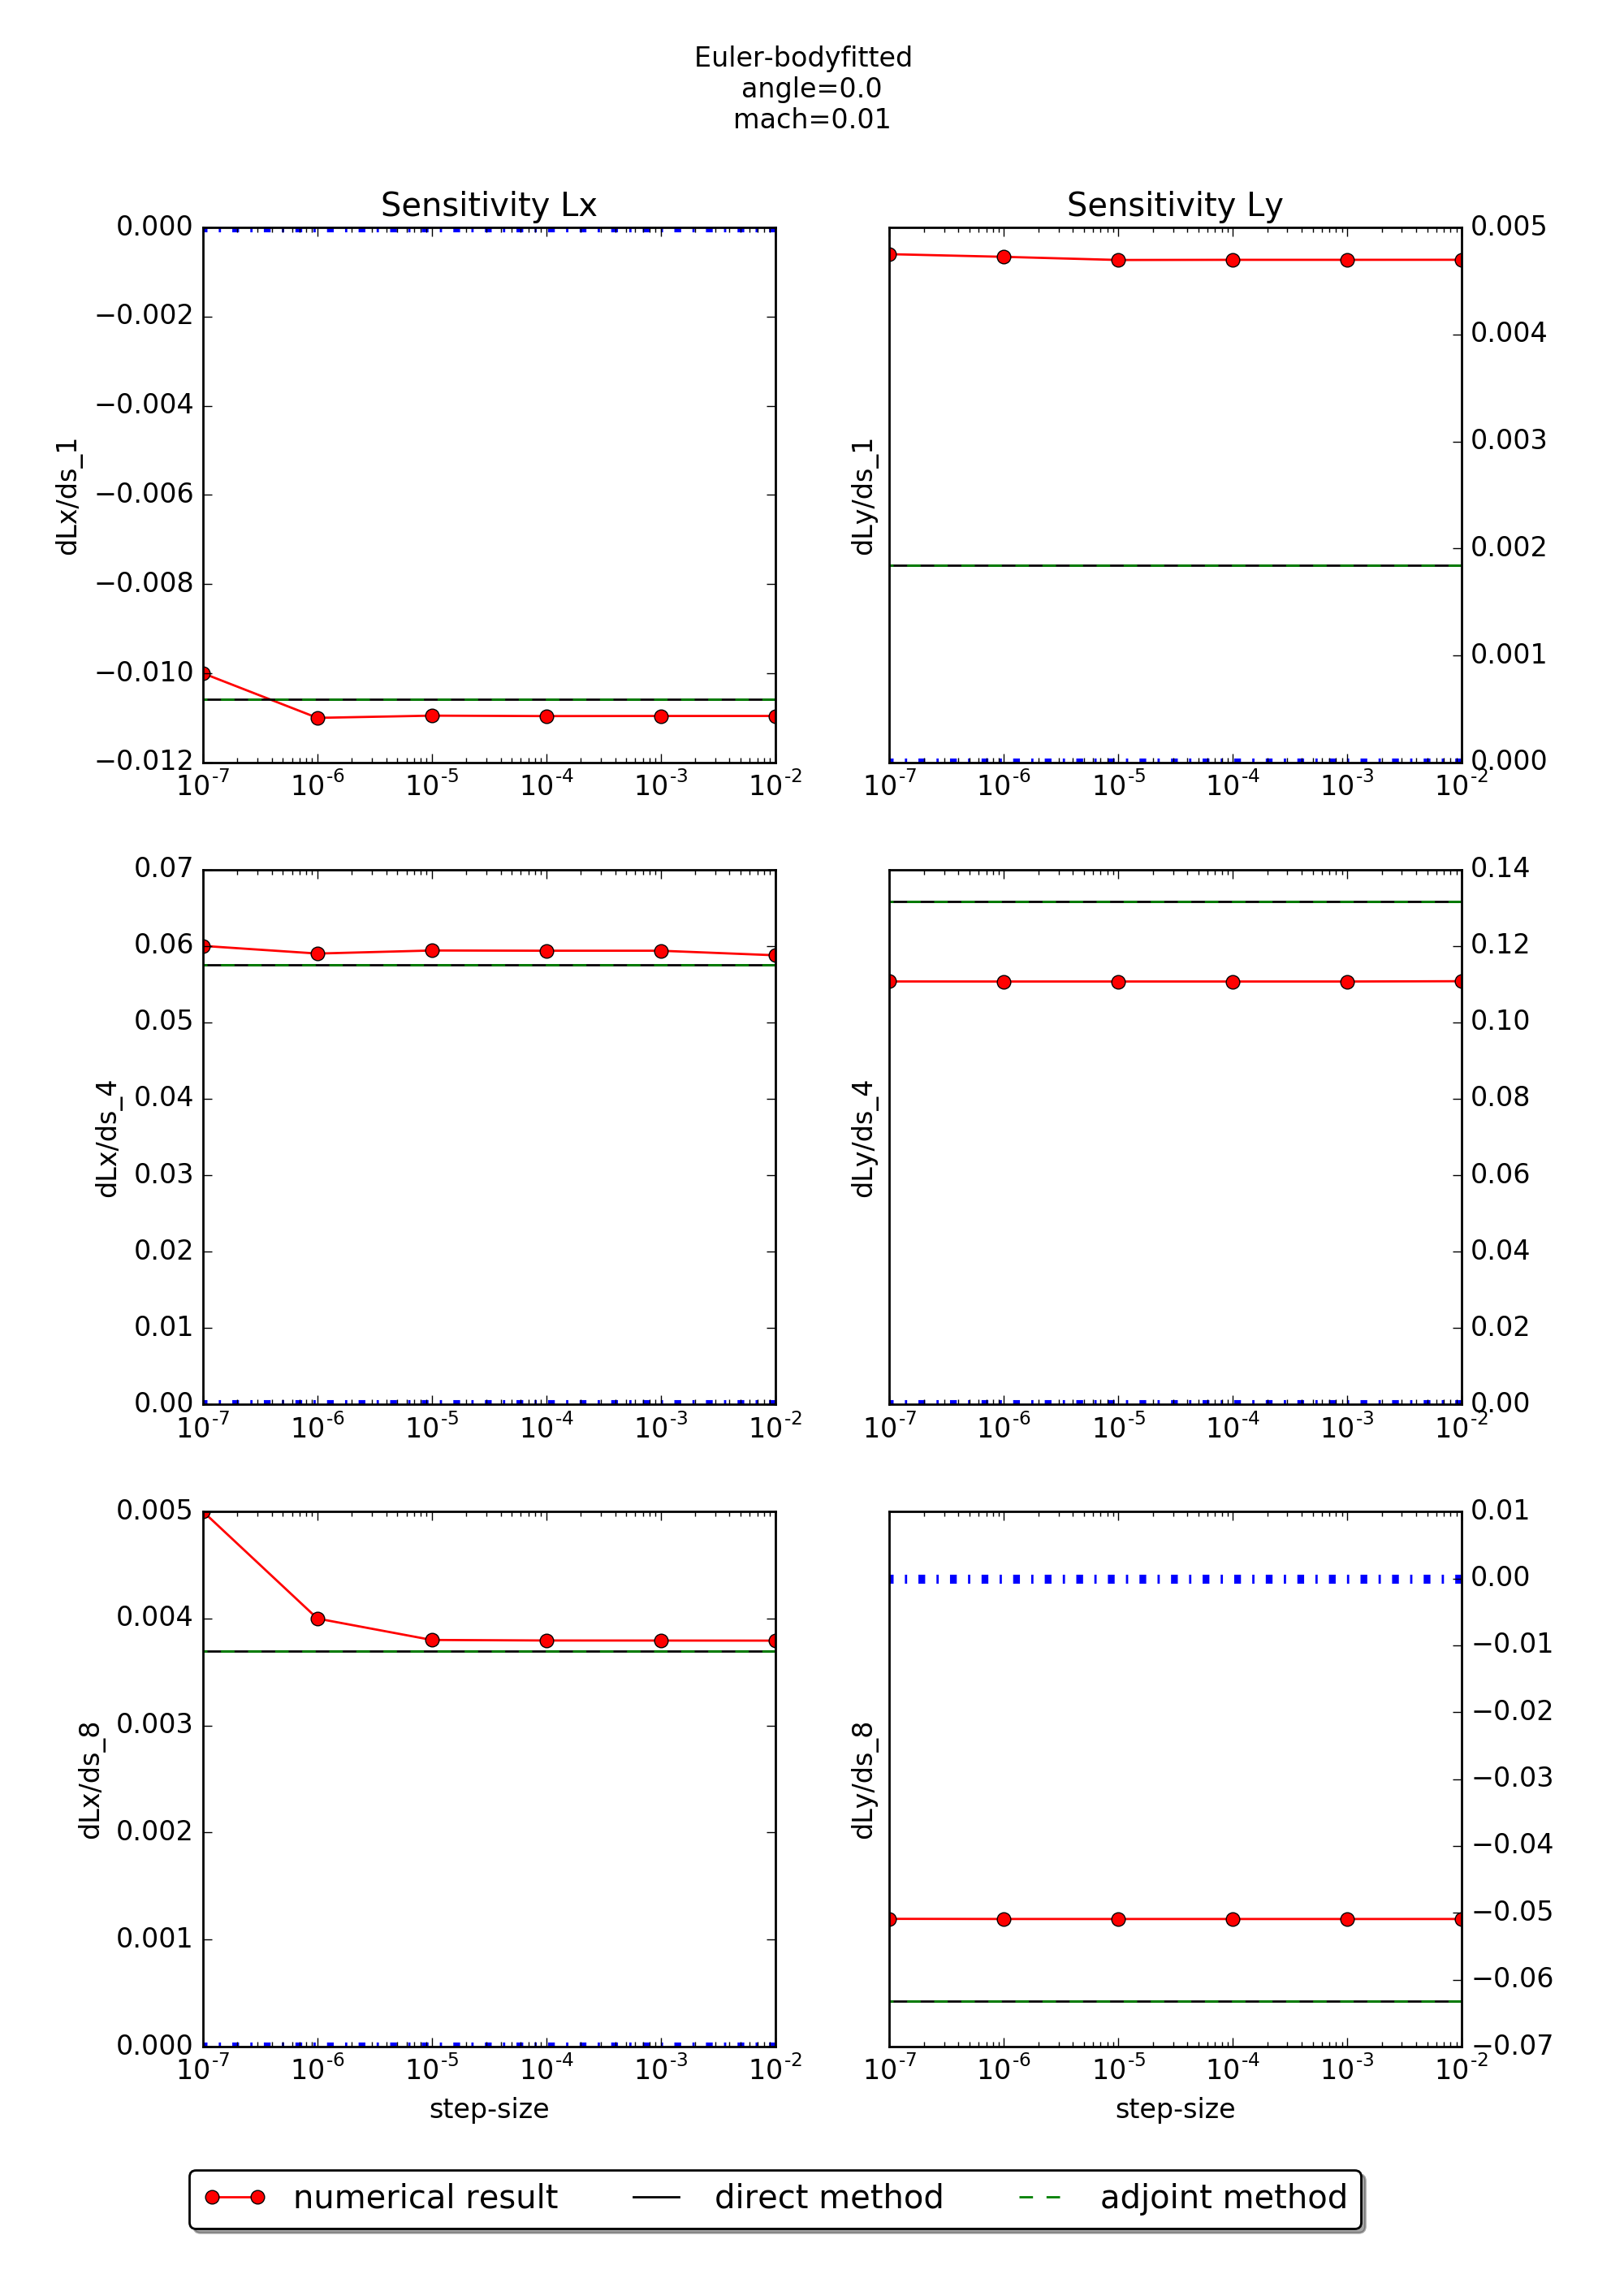 Euler-bodyfitted
angle=0.0
mach=0.01
Sensitivity Lx
Sensitivity Ly
0.000
−0.002
−0.004
−0.006
−0.008
−0.010
−0.012
dLx/ds_1
10-7 10-6 10-5 10-4 10-3 10-2
dLy/ds_1
0.005
0.004
0.003
0.002
0.001
0.000
10-7 10-6 10-5 10-4 10-3 10-2
0.07
0.06
0.05
0.04
0.03
0.02
0.01
0.00
dLx/ds_4
10-7 10-6 10-5 10-4 10-3 10-2
dLy/ds_4
0.14
0.12
0.10
0.08
0.06
0.04
0.02
0.00
10-7 10-6 10-5 10-4 10-3 10-2
0.005
0.004
0.003
0.002
0.001
0.000
dLx/ds_8
10-7 10-6 10-5 10-4 10-3 10-2
step-size
dLy/ds_8
0.01
0.00
−0.01
−0.02
−0.03
−0.04
−0.05
−0.06
−0.07
10-7 10-6 10-5 10-4 10-3 10-2
step-size
numerical result direct method adjoint method